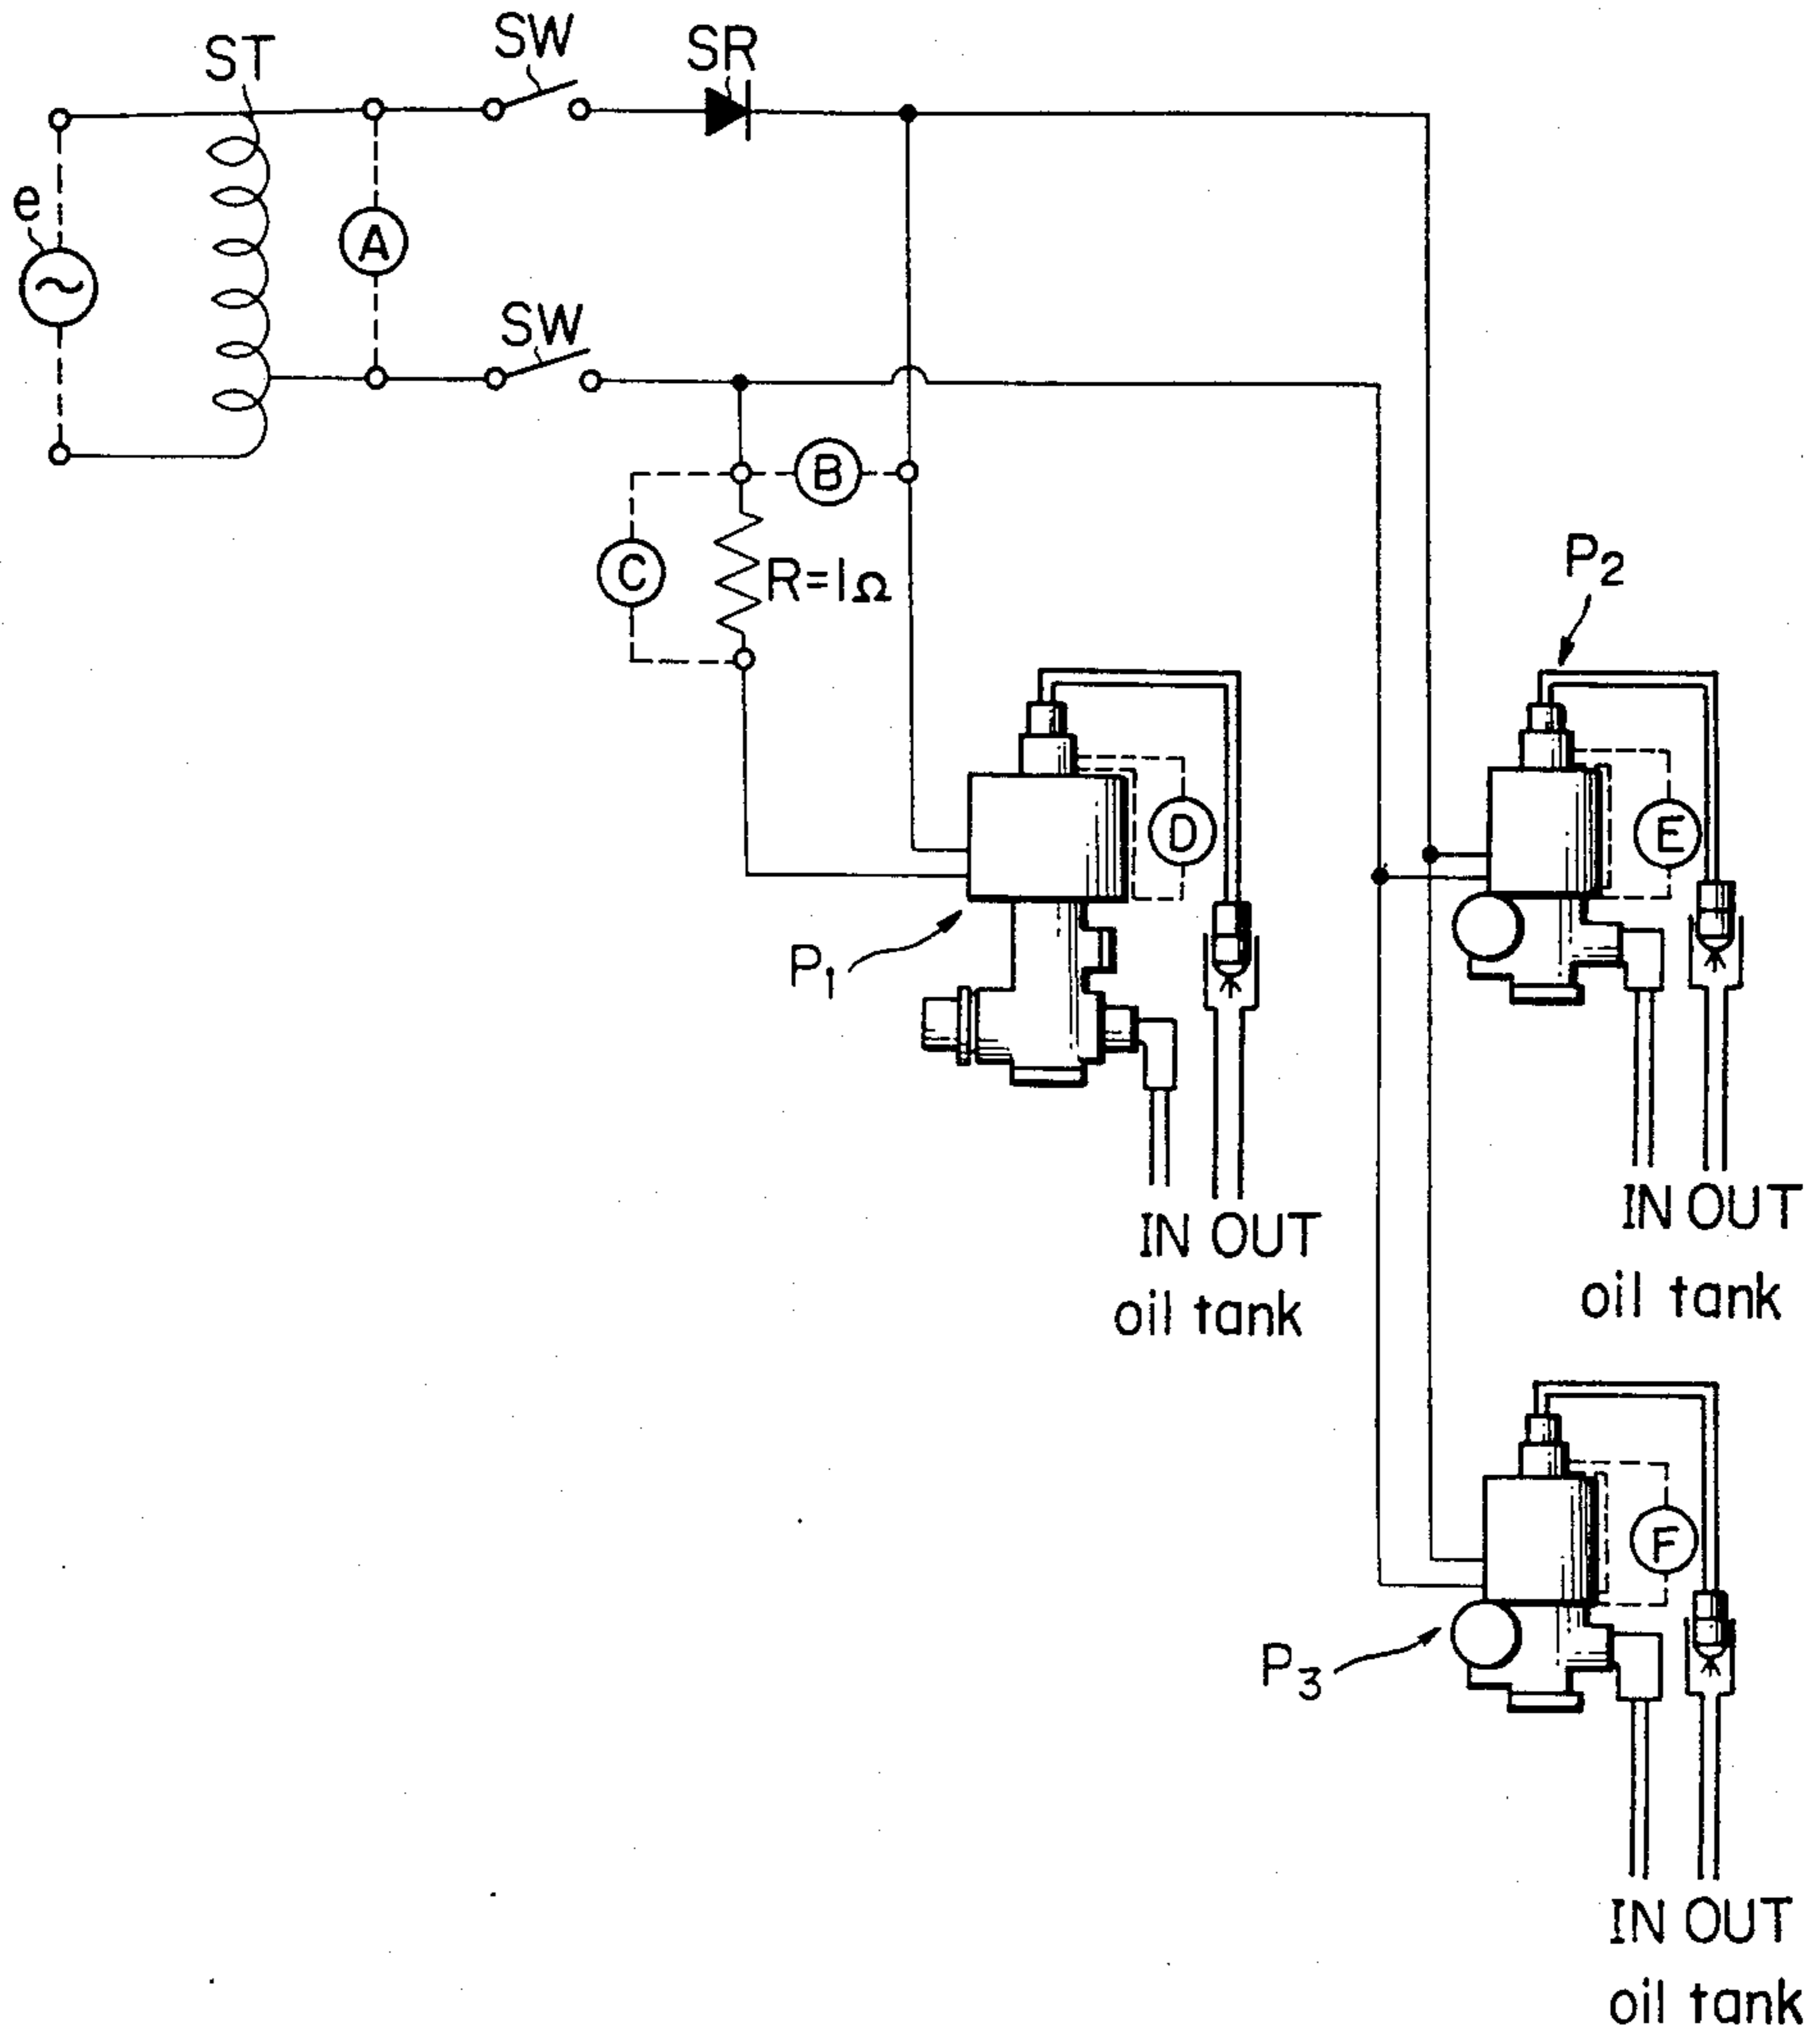 ST
SW
SR
e
A
SW
B
C
R=1Ω
P2
D
E
P1
IN OUT
oil tank
IN OUT
oil tank
F
P3
IN OUT
oil tank